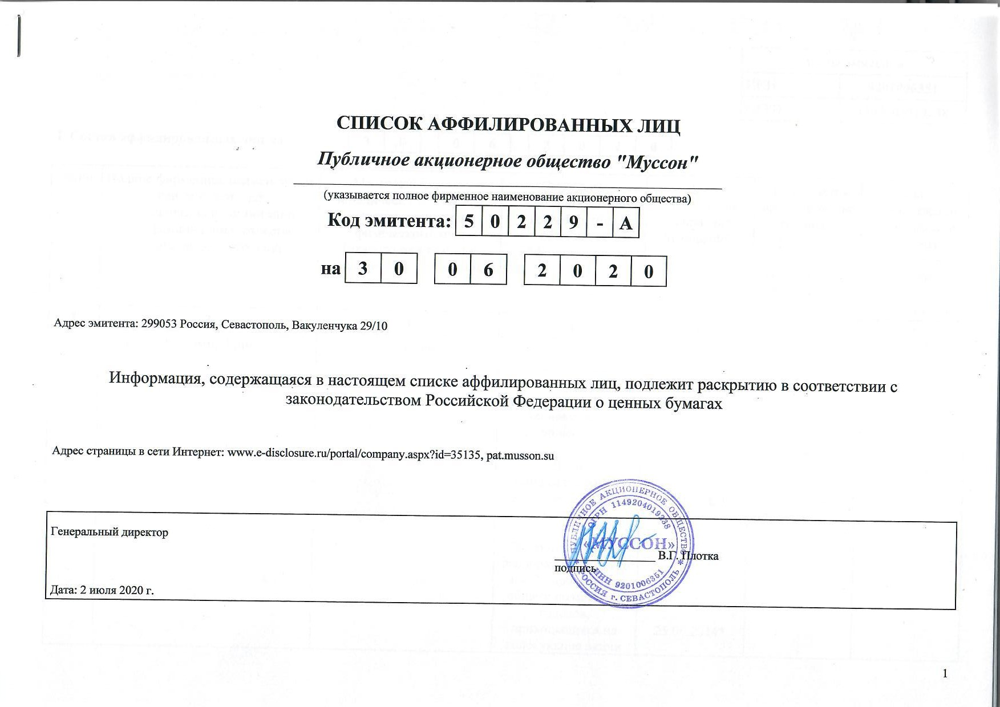 СПИСОК АФФИЛИРОВАННЫХ ЛИЦ
Публичное акционерное общество "Муссон"
(указывается полное фирменное наименование акционерного общества)
Код эмитента: 5 0 2 2 9 - А
на 3 0 0 6 2 0 2 0
Адрес эмитента: 299053 Россия, Севастополь, Вакуленчука 29/10
Информация, содержащаяся в настоящем списке аффилированных лиц, подлежит раскрытию в соответствии с
законодательством Российской Федерации о ценных бумагах
Адрес страницы в сети Интернет: www.e-disclosure.ru/portal/company.aspx?id=35135, pat.musson.su
Генеральный директор
В.Г. Плотка
подпись
Дата: 2 июля 2020 г.
ПУБЛИЧНОЕ АКЦИОНЕРНОЕ ОБЩЕСТВО
ОГРН 1149204019238
«МУССОН»
ИНН 9201006351
* РОССИЯ г. СЕВАСТОПОЛЬ *
1